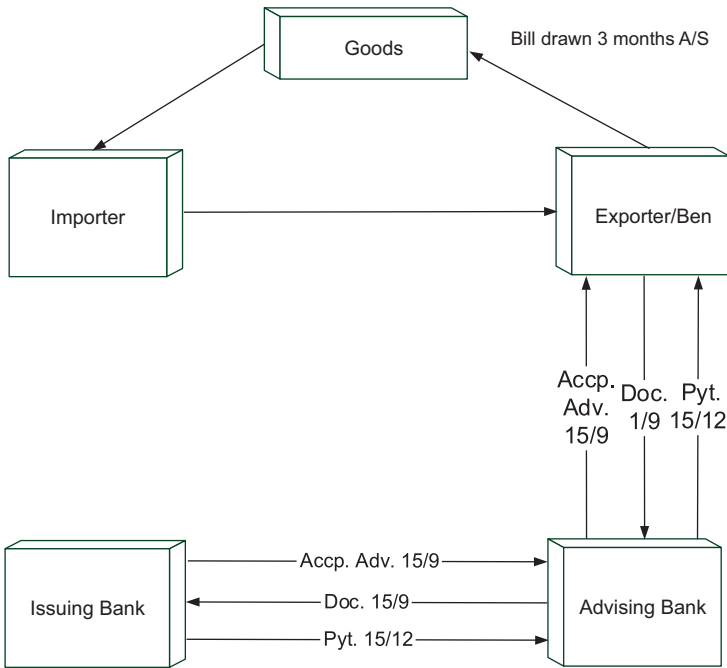 Goods
Bill drawn 3 months A/S
Importer
Exporter/Ben
Accp.
Adv.
15/9
Doc.
1/9
Pyt.
15/12
Issuing Bank
Accp. Adv. 15/9
Doc. 15/9
Pyt. 15/12
Advising Bank